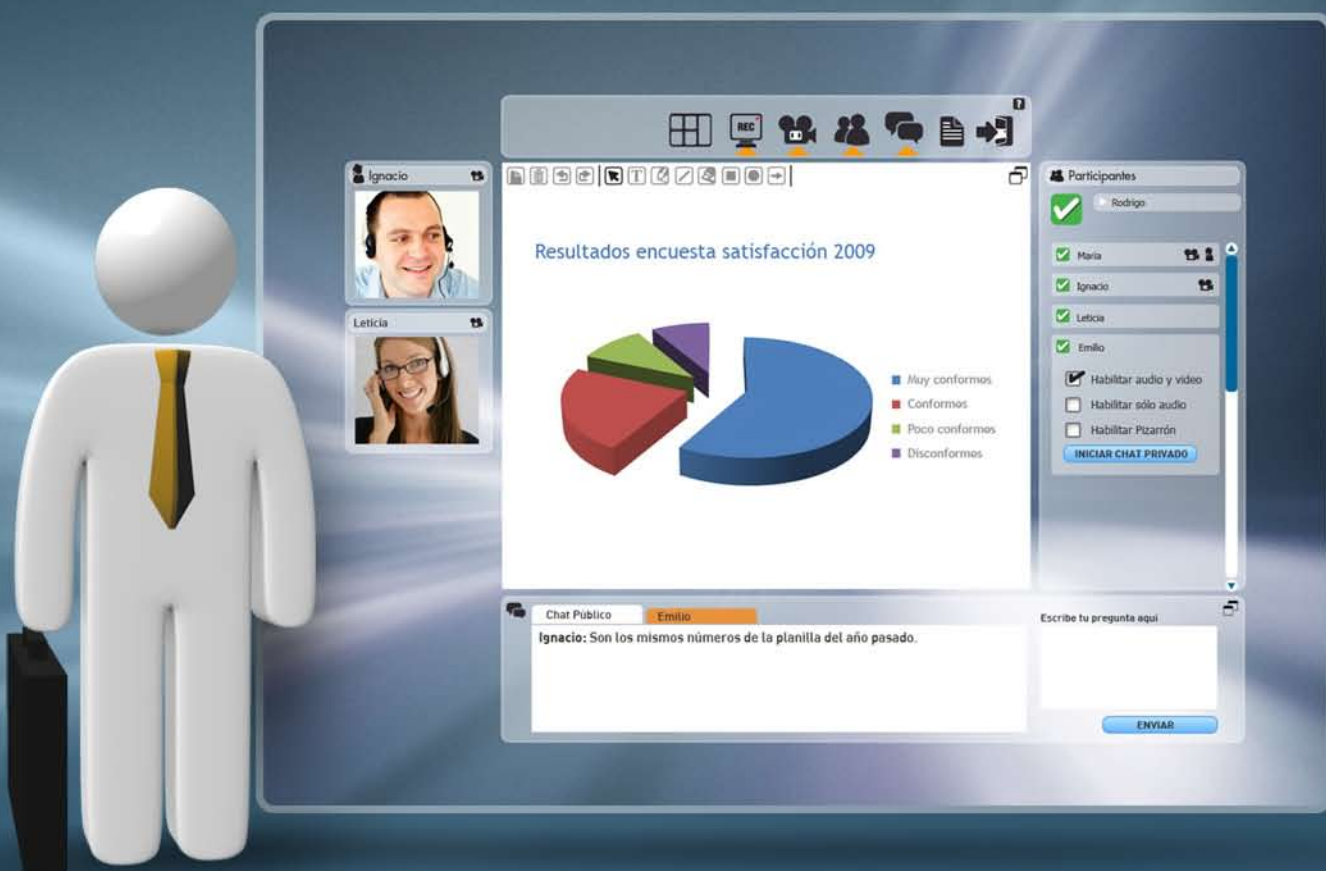 REC
?
Ignacio
Leticia
T
Resultados encuesta satisfacción 2009
Muy conformes
Conformes
Poco conformes
Disconformes
Participantes
Rodrigo
Maria
Ignacio
Leticia
Emilio
Habilitar audio y video
Habilitar sólo audio
Habilitar Pizarrón
INICIAR CHAT PRIVADO
Chat Público
Emilio
Ignacio: Son los mismos números de la planilla del año pasado.
Escribe tu pregunta aqui
ENVIAR